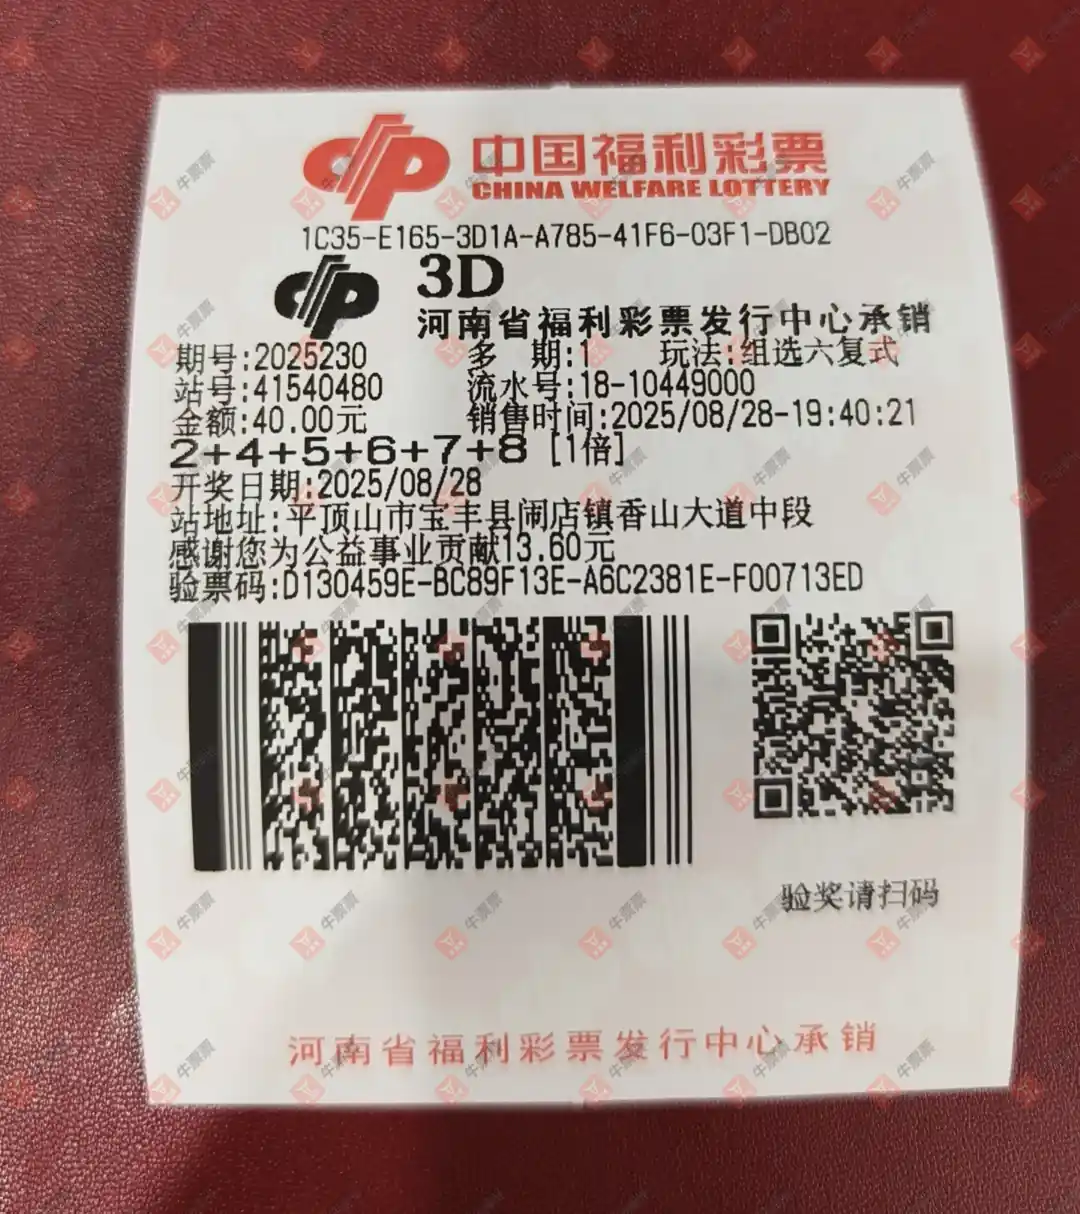 中国福利彩票
CHINA WELFARE LOTTERY
1C35-E165-3D1A-A785-41F6-03F1-DB02
3D
河南省福利彩票发行中心承销
期号:2025230 多 期:1 玩法:组选六复式
站号:41540480 流水号:18-10449000
金额:40.00元 销售时间:2025/08/28-19:40:21
2+4+5+6+7+8 [1倍]
开奖日期:2025/08/28
站地址:平顶山市宝丰县闹店镇香山大道中段
感谢您为公益事业贡献13.60元
验票码:D130459E-BC89F13E-A6C2381E-F00713ED
验奖请扫码
河南省福利彩票发行中心承销
牛票票